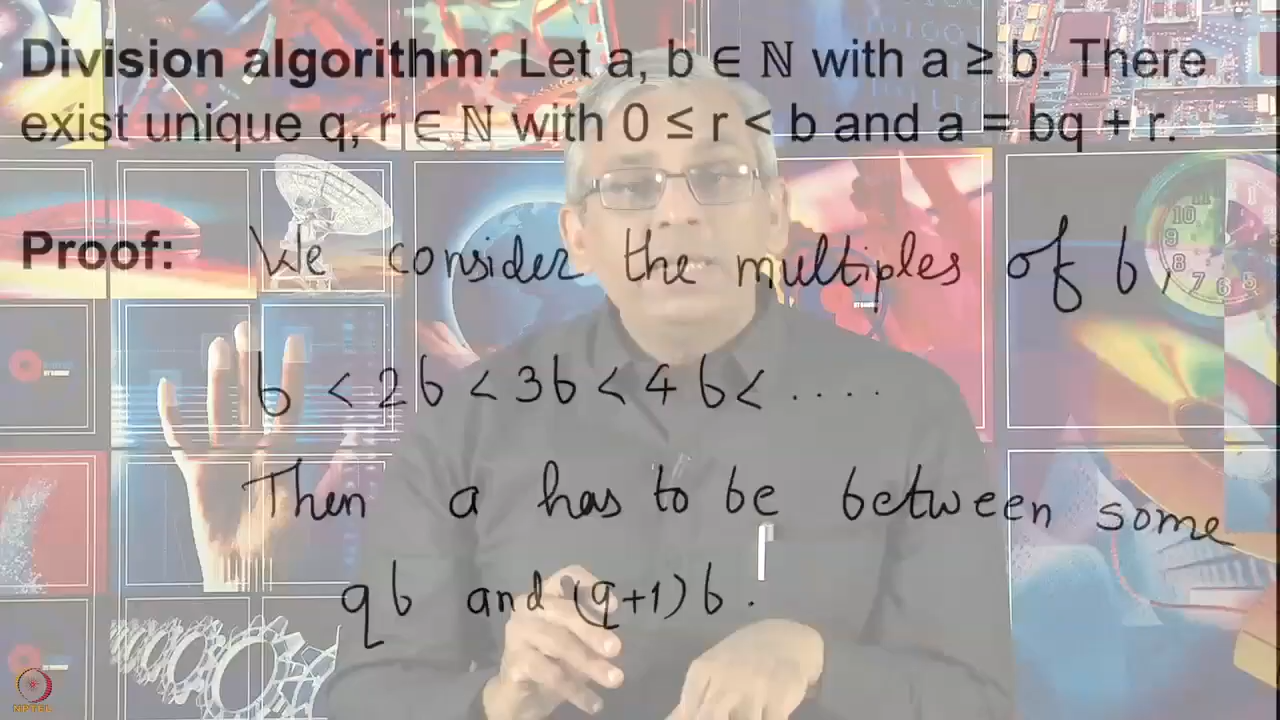 Division algorithm: Let a, b ∈ ℕ with a ≥ b. There
exist unique q, r ∈ ℕ with 0 ≤ r < b and a = bq + r.
Proof: We consider the multiples of b,
b < 2b < 3b < 4b < ....
Then a has to be between some
qb and (q+1)b.
NPTEL